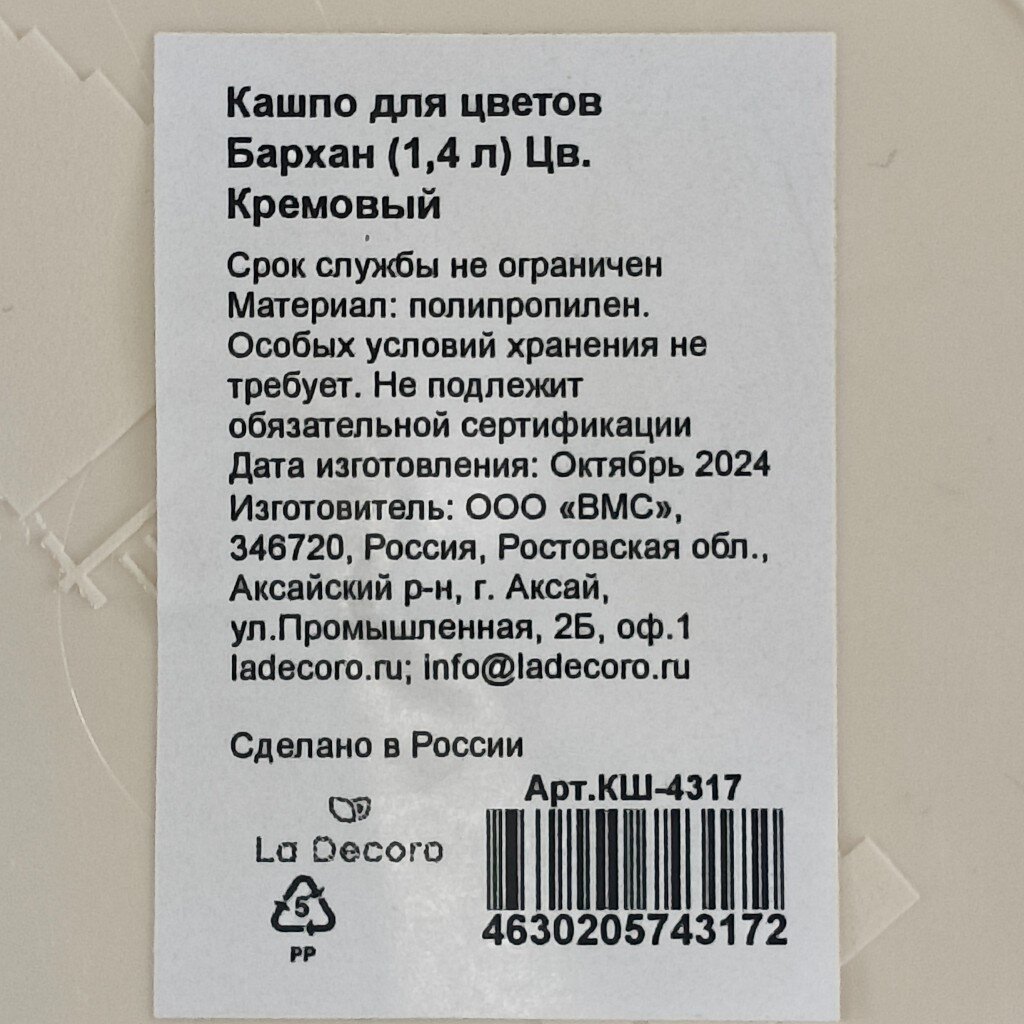 Кашпо для цветов
Бархан (1,4 л) Цв.
Кремовый
Срок службы не ограничен
Материал: полипропилен.
Особых условий хранения не
требует. Не подлежит
обязательной сертификации
Дата изготовления: Октябрь 2024
Изготовитель: ООО «ВМС»,
346720, Россия, Ростовская обл.,
Аксайский р-н, г. Аксай,
ул.Промышленная, 2Б, оф.1
ladecoro.ru; info@ladecoro.ru
Сделано в России
Арт.КШ-4317
La Decoro
5
PP
4630205743172